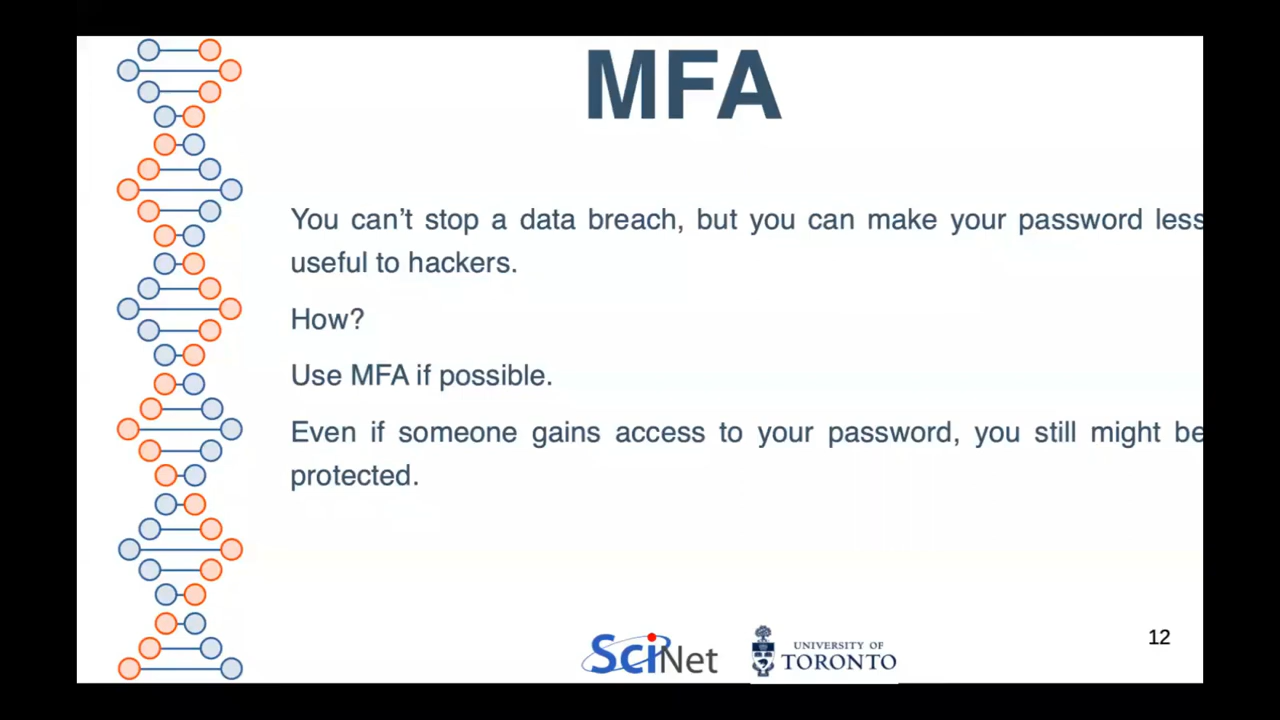 MFA
You can’t stop a data breach, but you can make your password less
useful to hackers.
How?
Use MFA if possible.
Even if someone gains access to your password, you still might be
protected.
SciNet
UNIVERSITY OF
TORONTO
12